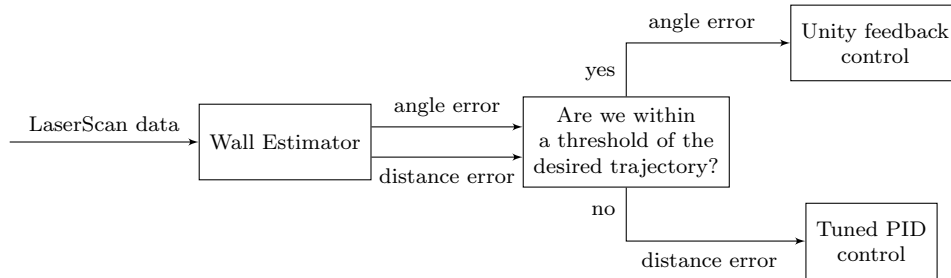 LaserScan data
Wall Estimator
angle error
distance error
Are we within
a threshold of the
desired trajectory?
yes
angle error
Unity feedback
control
no
distance error
Tuned PID
control